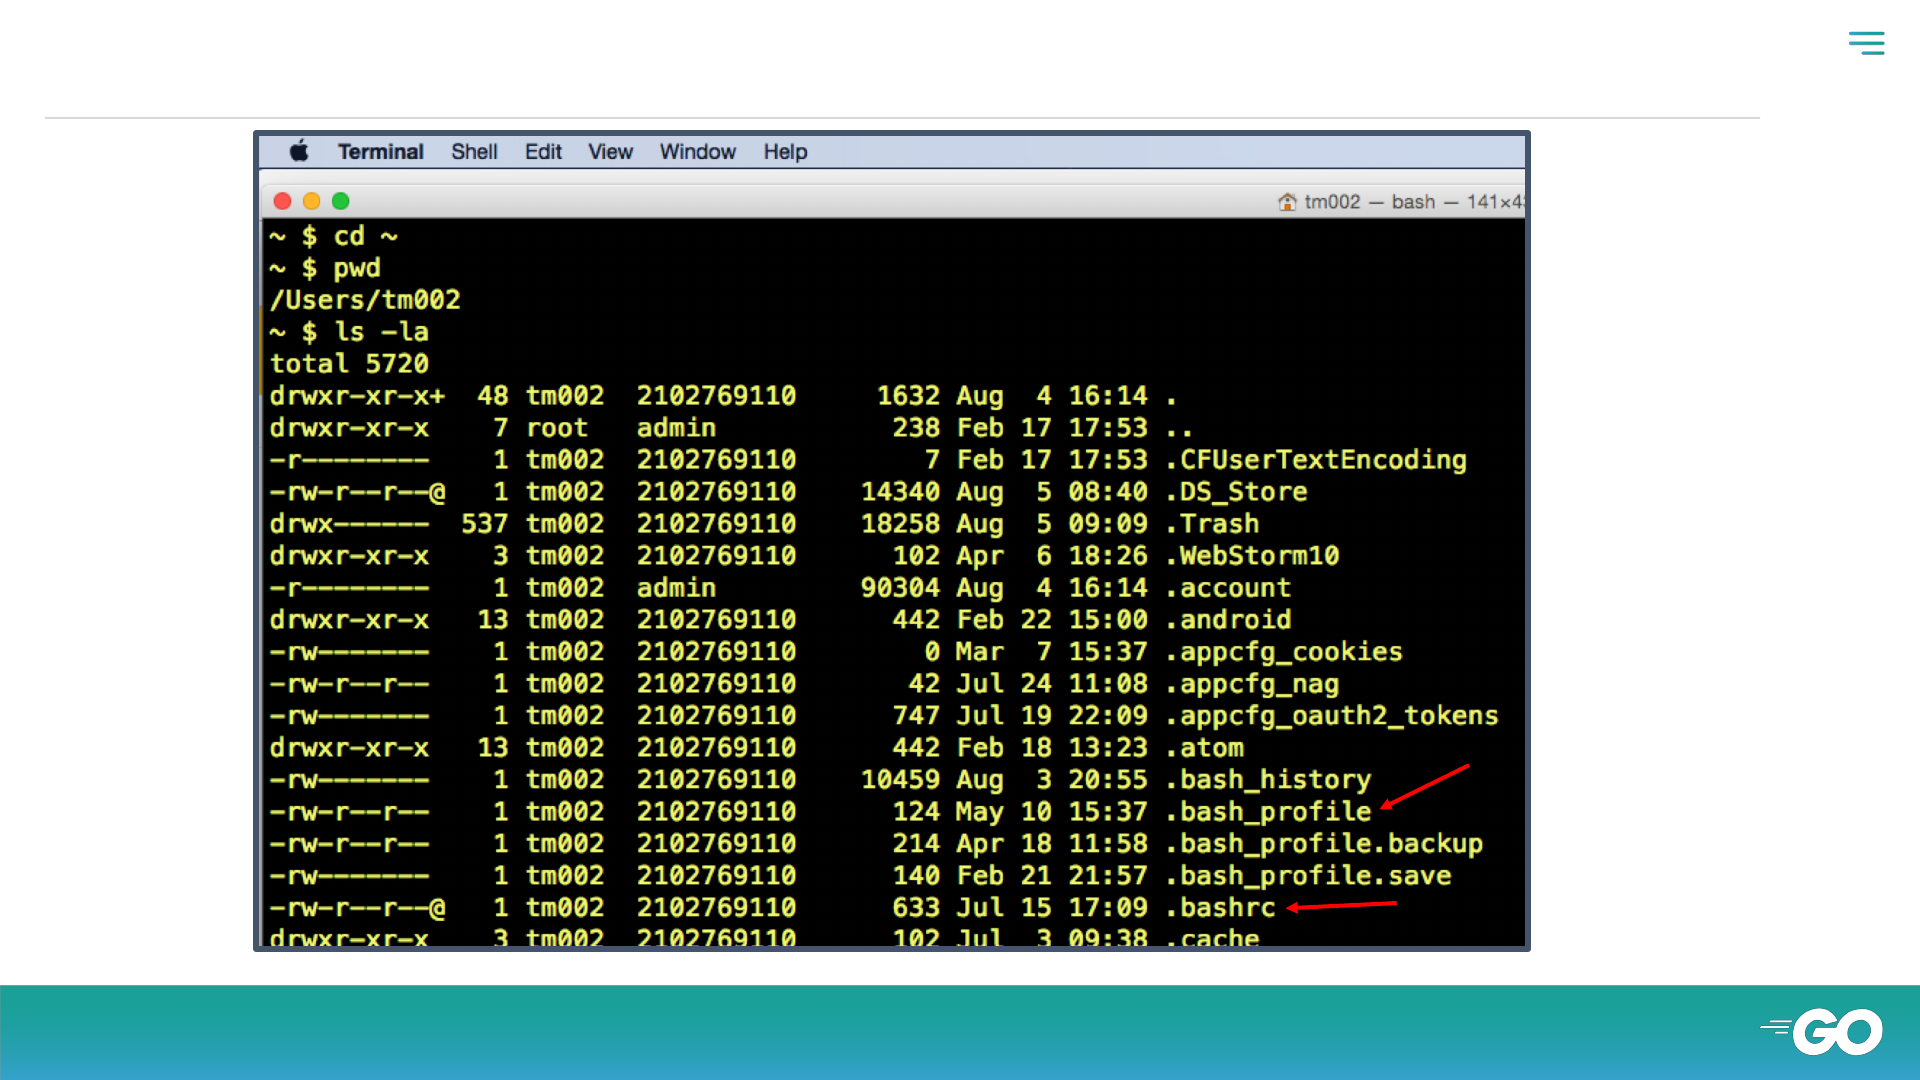 Terminal Shell Edit View Window Help
tm002 — bash — 141×4
~ $ cd ~
~ $ pwd
/Users/tm002
~ $ ls -la
total 5720
drwxr-xr-x+  48 tm002  2102769110     1632 Aug  4 16:14 .
drwxr-xr-x    7 root   admin           238 Feb 17 17:53 ..
-r--------    1 tm002  2102769110        7 Feb 17 17:53 .CFUserTextEncoding
-rw-r--r--@   1 tm002  2102769110    14340 Aug  5 08:40 .DS_Store
drwx------  537 tm002  2102769110    18258 Aug  5 09:09 .Trash
drwxr-xr-x    3 tm002  2102769110      102 Apr  6 18:26 .WebStorm10
-r--------    1 tm002  admin         90304 Aug  4 16:14 .account
drwxr-xr-x   13 tm002  2102769110      442 Feb 22 15:00 .android
-rw-------    1 tm002  2102769110        0 Mar  7 15:37 .appcfg_cookies
-rw-r--r--    1 tm002  2102769110       42 Jul 24 11:08 .appcfg_nag
-rw-------    1 tm002  2102769110      747 Jul 19 22:09 .appcfg_oauth2_tokens
drwxr-xr-x   13 tm002  2102769110      442 Feb 18 13:23 .atom
-rw-------    1 tm002  2102769110    10459 Aug  3 20:55 .bash_history
-rw-r--r--    1 tm002  2102769110      124 May 10 15:37 .bash_profile
-rw-r--r--    1 tm002  2102769110      214 Apr 18 11:58 .bash_profile.backup
-rw-------    1 tm002  2102769110      140 Feb 21 21:57 .bash_profile.save
-rw-r--r--@   1 tm002  2102769110      633 Jul 15 17:09 .bashrc
drwxr-xr-x    3 tm002  2102769110      102 Jul  3 09:38 .cache
GO